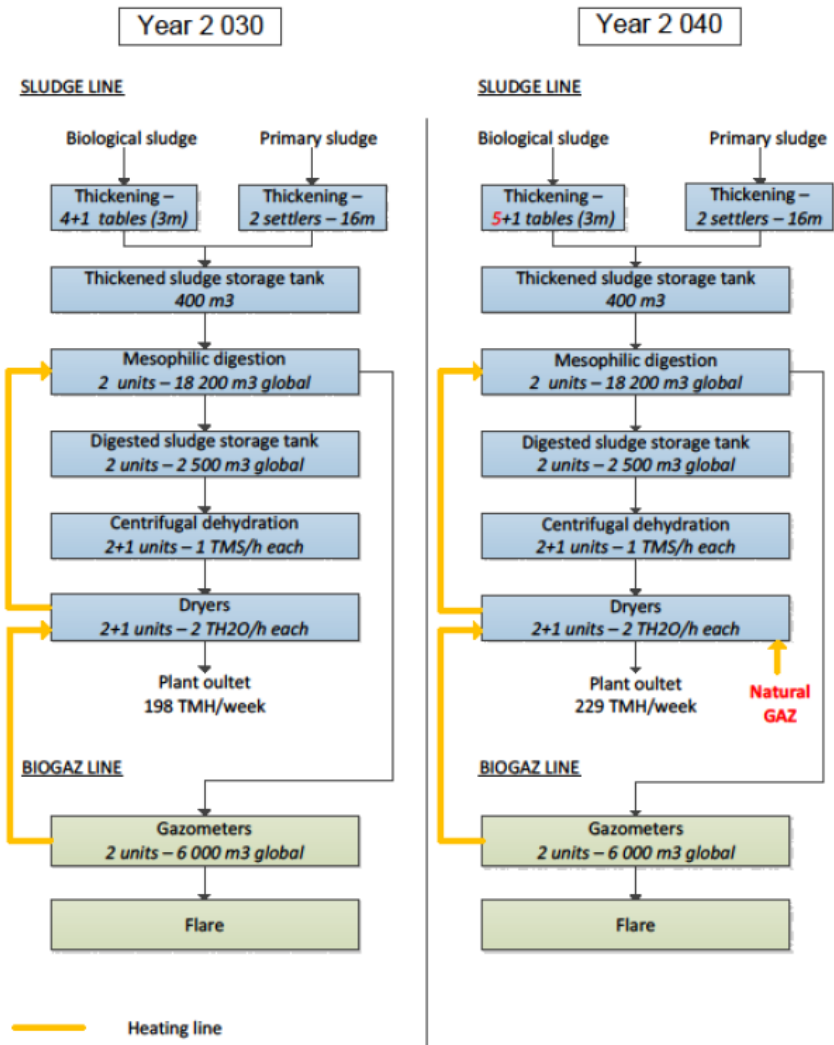 Year 2 030
SLUDGE LINE
Biological sludge
Primary sludge
Thickening –
4+1 tables (3m)
Thickening –
2 settlers – 16m
Thickened sludge storage tank
400 m3
Mesophilic digestion
2 units – 18 200 m3 global
Digested sludge storage tank
2 units – 2 500 m3 global
Centrifugal dehydration
2+1 units – 1 TMS/h each
Dryers
2+1 units – 2 TH2O/h each
Plant oultet
198 TMH/week
BIOGAZ LINE
Gazometers
2 units – 6 000 m3 global
Flare
Heating line
Year 2 040
SLUDGE LINE
Biological sludge
Primary sludge
Thickening –
5+1 tables (3m)
Thickening –
2 settlers – 16m
Thickened sludge storage tank
400 m3
Mesophilic digestion
2 units – 18 200 m3 global
Digested sludge storage tank
2 units – 2 500 m3 global
Centrifugal dehydration
2+1 units – 1 TMS/h each
Dryers
2+1 units – 2 TH2O/h each
Plant oultet
229 TMH/week
Natural
GAZ
BIOGAZ LINE
Gazometers
2 units – 6 000 m3 global
Flare